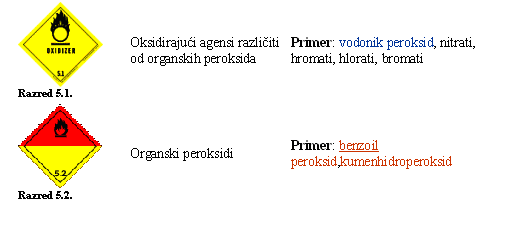 OXIDIZER
5.1
Razred 5.1.
Oksidirajući agensi različiti
od organskih peroksida
Primer: vodonik peroksid, nitrati,
hromati, hlorati, bromati
5.2
Razred 5.2.
Organski peroksidi
Primer: benzoil
peroksid,kumenhidroperoksid